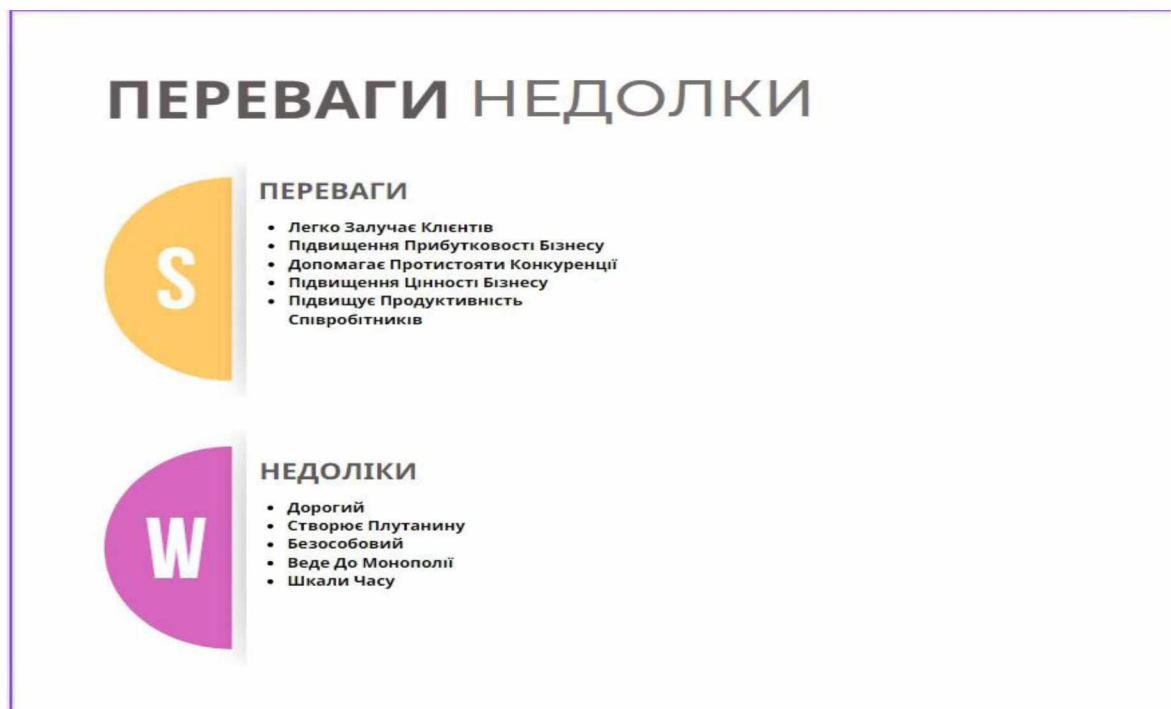 ПЕРЕВАГИ НЕДОЛКИ
S
ПЕРЕВАГИ
• Легко Залучає Клієнтів
• Підвищення Прибутковості Бізнесу
• Допомагає Протистояти Конкуренції
• Підвищення Цінності Бізнесу
• Підвищує Продуктивність
Співробітників
W
НЕДОЛІКИ
• Дорогий
• Створює Плутанину
• Безособовий
• Веде До Монополії
• Шкали Часу